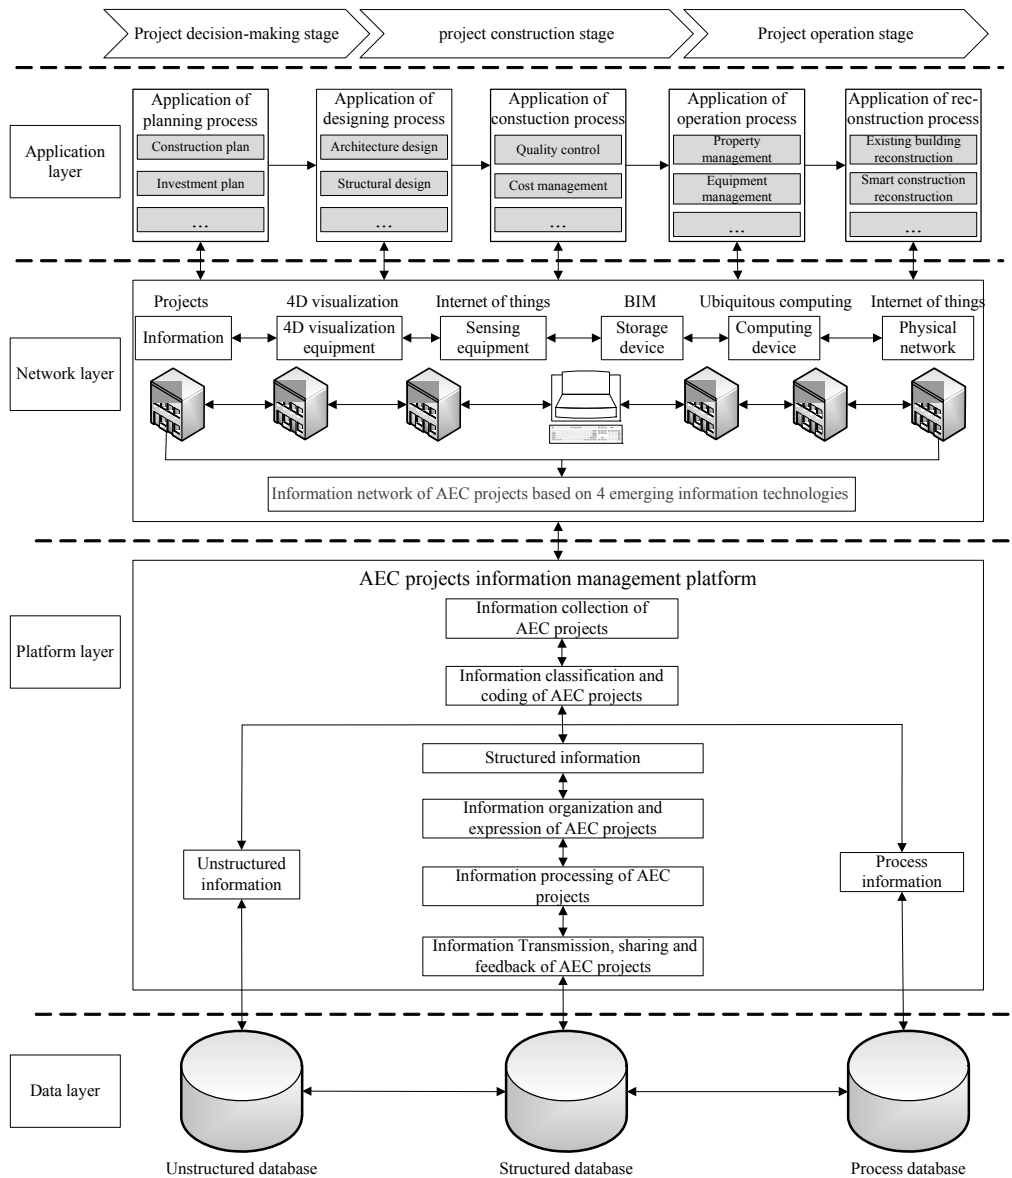 Project decision-making stage
project construction stage
Project operation stage
Application layer
Application of
planning process
Construction plan
Investment plan
...
Application of
designing process
Architecture design
Structural design
...
Application of
constuction process
Quality control
Cost management
...
Application of
operation process
Property
management
Equipment
management
...
Application of rec-
onstruction process
Existing building
reconstruction
Smart construction
reconstruction
...
Network layer
Projects
4D visualization
Internet of things
BIM
Ubiquitous computing
Internet of things
Information
4D visualization
equipment
Sensing
equipment
Storage
device
Computing
device
Physical
network
Information network of AEC projects based on 4 emerging information technologies
Platform layer
AEC projects information management platform
Information collection of
AEC projects
Information classification and
coding of AEC projects
Structured information
Information organization and
expression of AEC projects
Unstructured
information
Process
information
Information processing of AEC
projects
Information Transmission, sharing and
feedback of AEC projects
Data layer
Unstructured database
Structured database
Process database